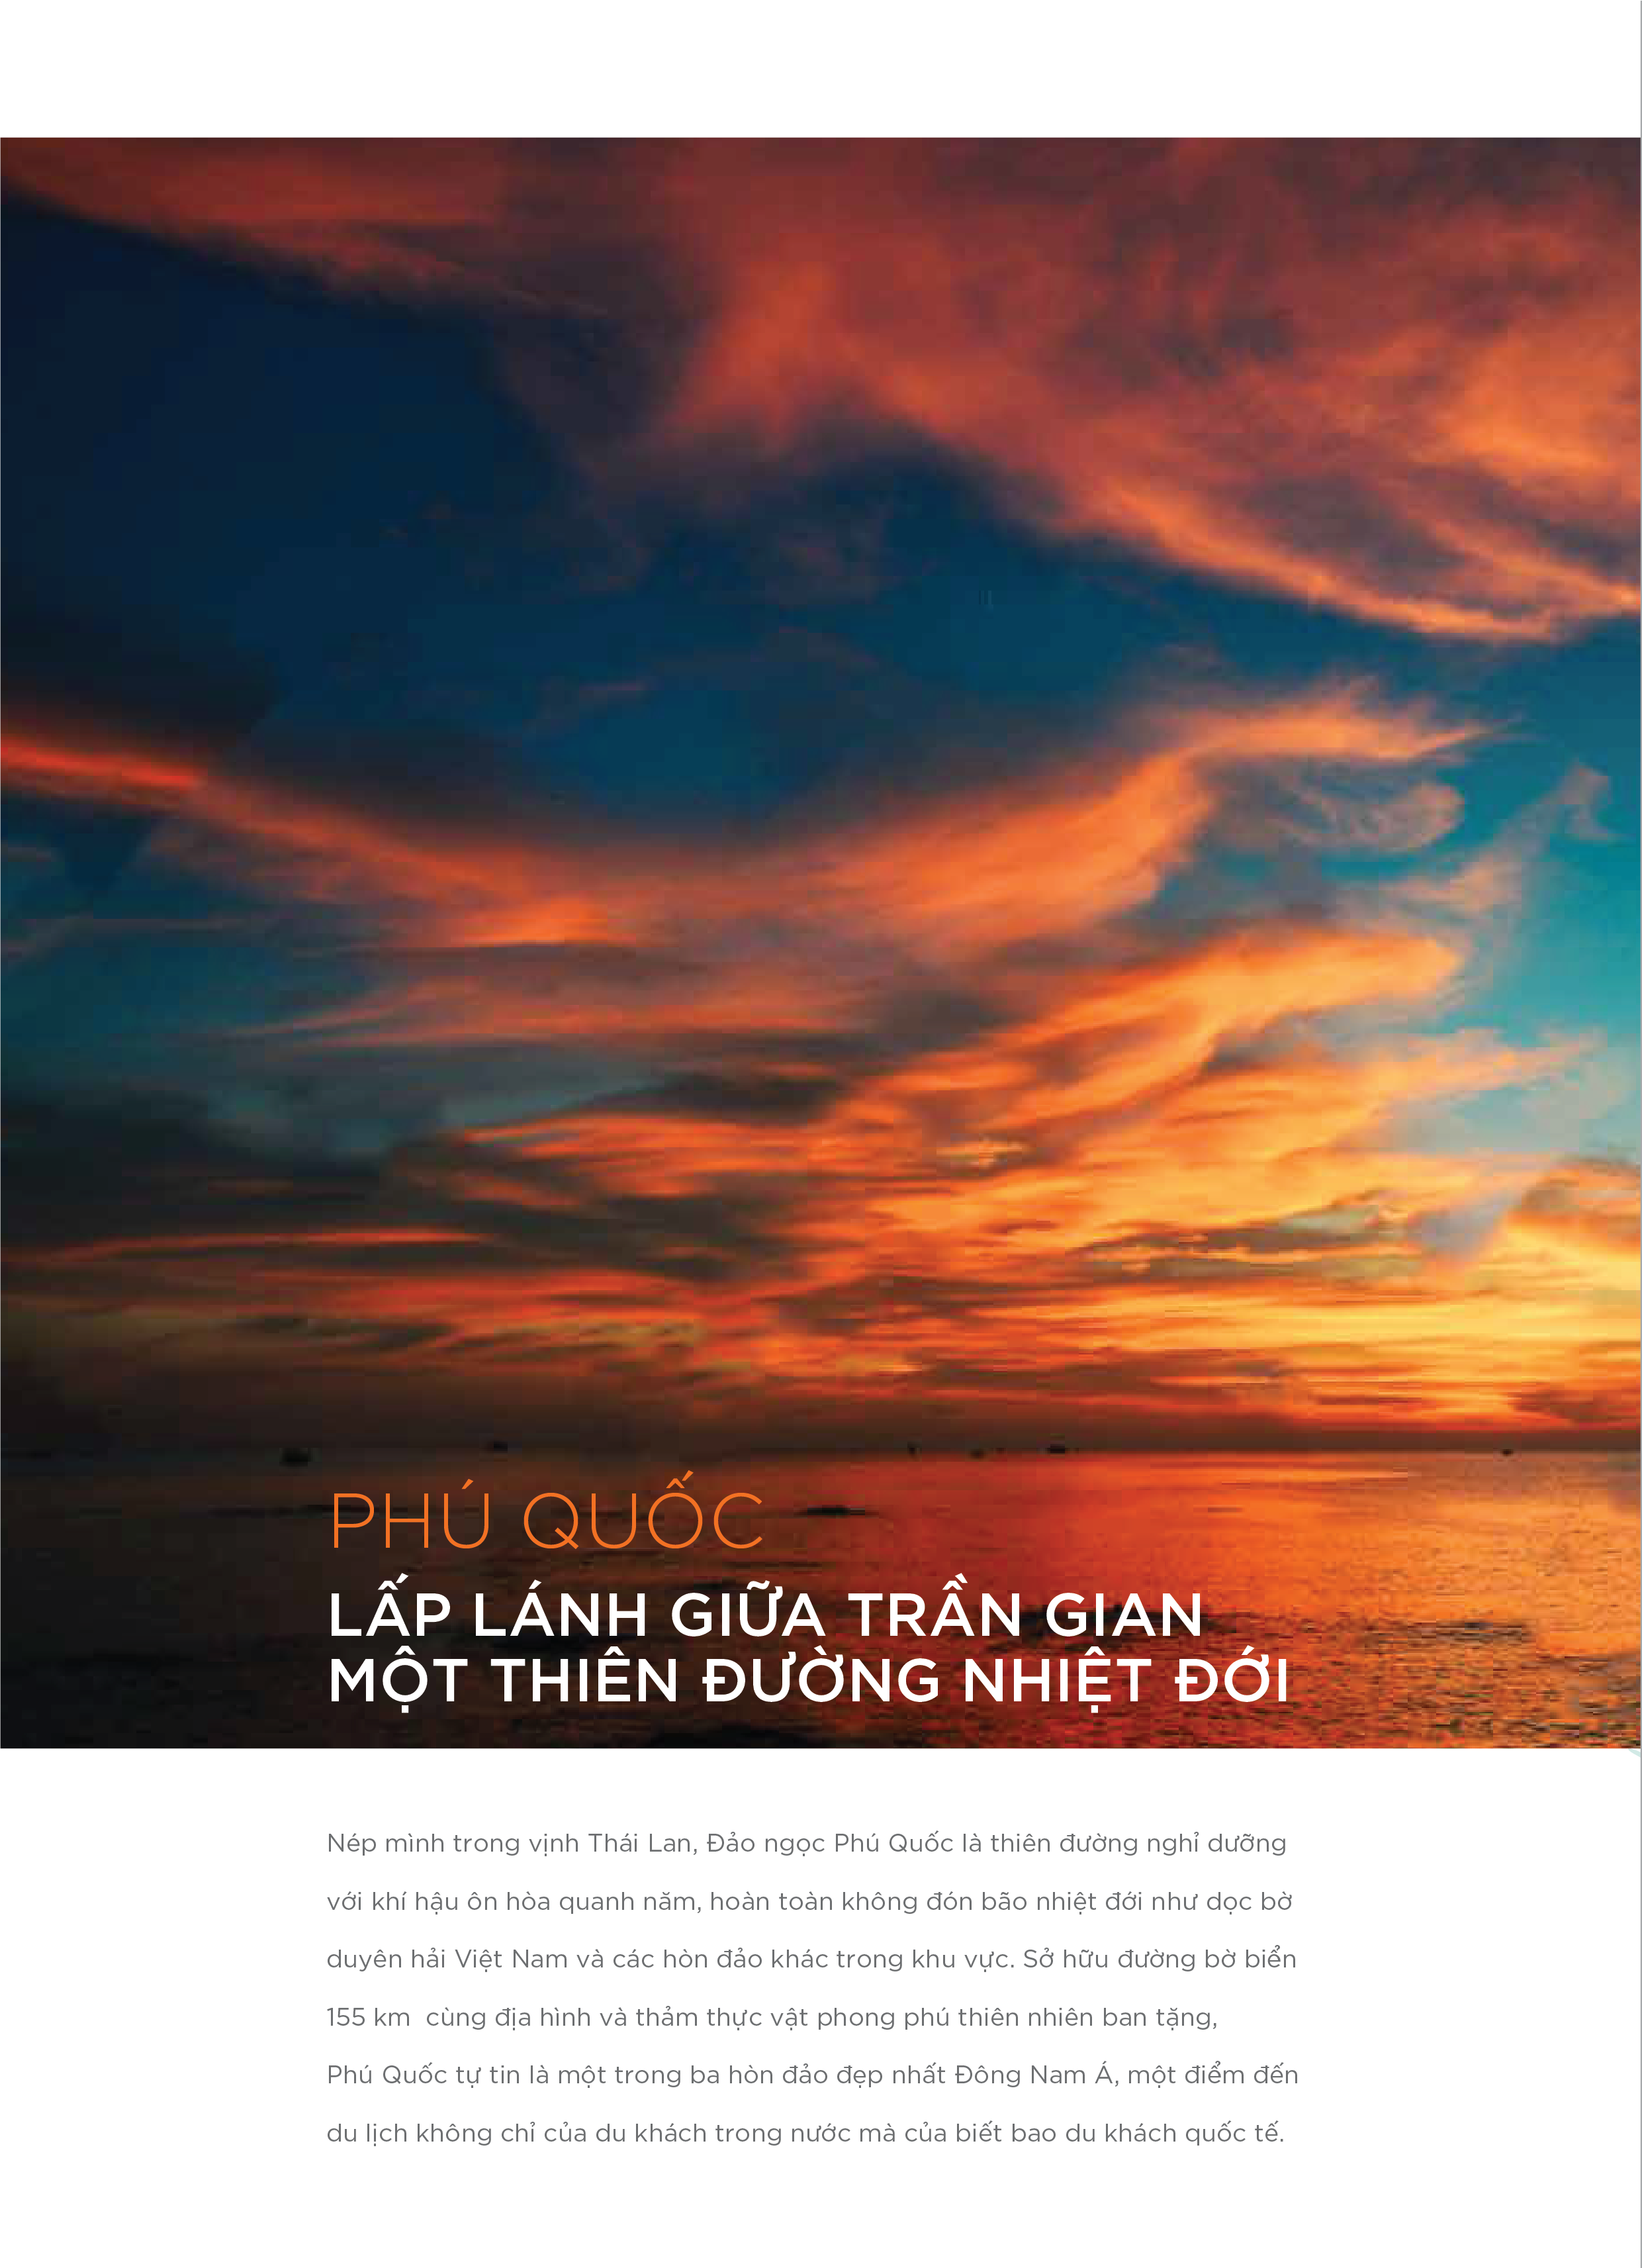 PHÚ QUỐC
LẤP LÁNH GIỮA TRẦN GIAN
MỘT THIÊN ĐƯỜNG NHIỆT ĐỚI
Nép mình trong vịnh Thái Lan, Đảo ngọc Phú Quốc là thiên đường nghỉ dưỡng
với khí hậu ôn hòa quanh năm, hoàn toàn không đón bão nhiệt đới như dọc bờ
duyên hải Việt Nam và các hòn đảo khác trong khu vực. Sở hữu đường bờ biển
155 km  cùng địa hình và thảm thực vật phong phú thiên nhiên ban tặng,
Phú Quốc tự tin là một trong ba hòn đảo đẹp nhất Đông Nam Á, một điểm đến
du lịch không chỉ của du khách trong nước mà của biết bao du khách quốc tế.